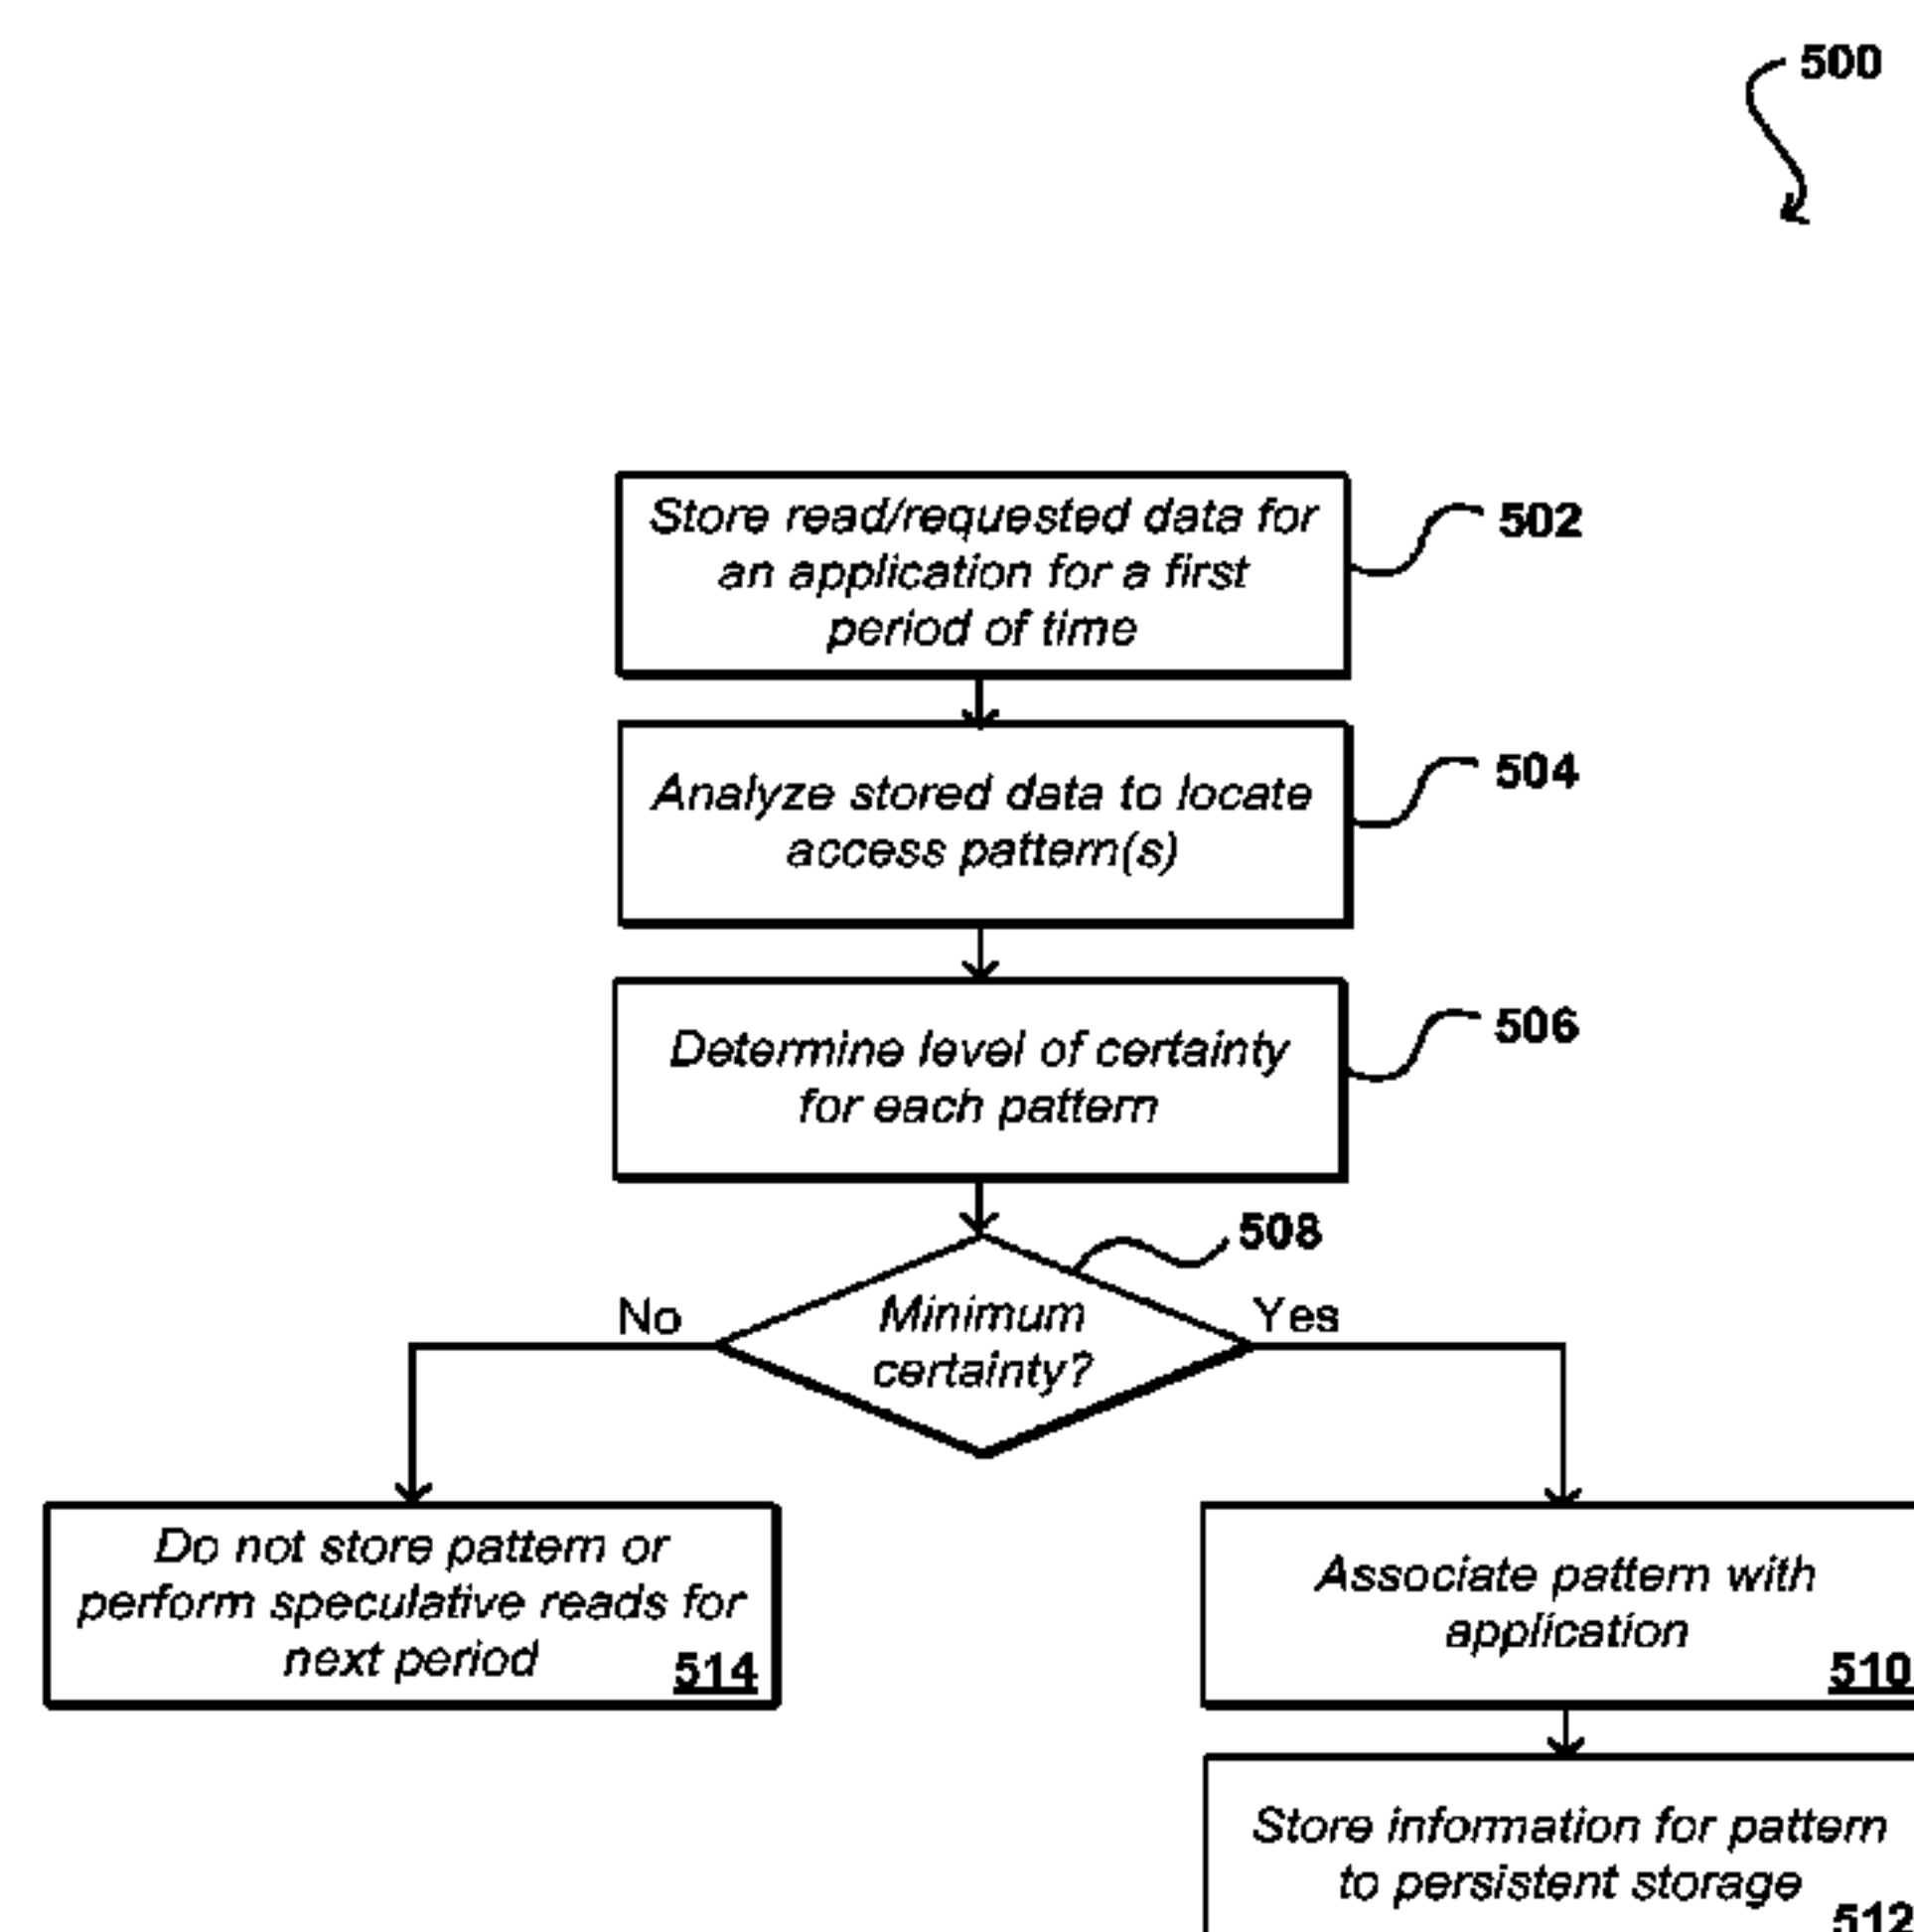 500
Store read/requested data for
an application for a first
period of time
502
Analyze stored data to locate
access pattern(s)
504
Determine level of certainty
for each pattern
506
508
No
Minimum
certainty?
Yes
Do not store pattern or
perform speculative reads for
next period
514
Associate pattern with
application
510
Store information for pattern
to persistent storage
512